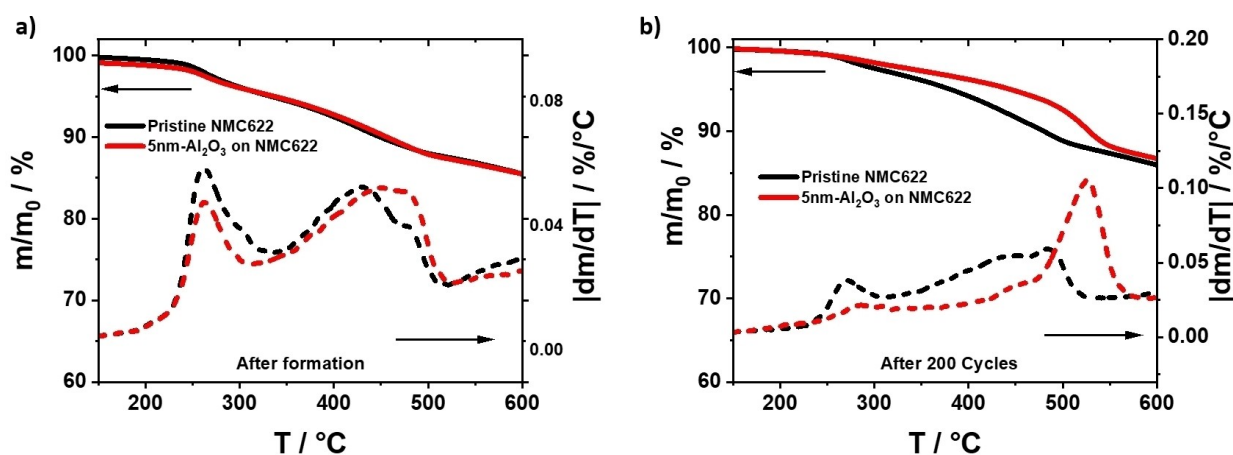 a)
100
90
80
70
60
m/m0 / %
Pristine NMC622
5nm-Al2O3 on NMC622
After formation
0.08
0.04
0.00
|dm/dT| / %/°C
200 300 400 500 600
T / °C
b)
100
90
80
70
60
m/m0 / %
Pristine NMC622
5nm-Al2O3 on NMC622
After 200 Cycles
0.20
0.15
0.10
0.05
0.00
|dm/dT| / %/°C
200 300 400 500 600
T / °C